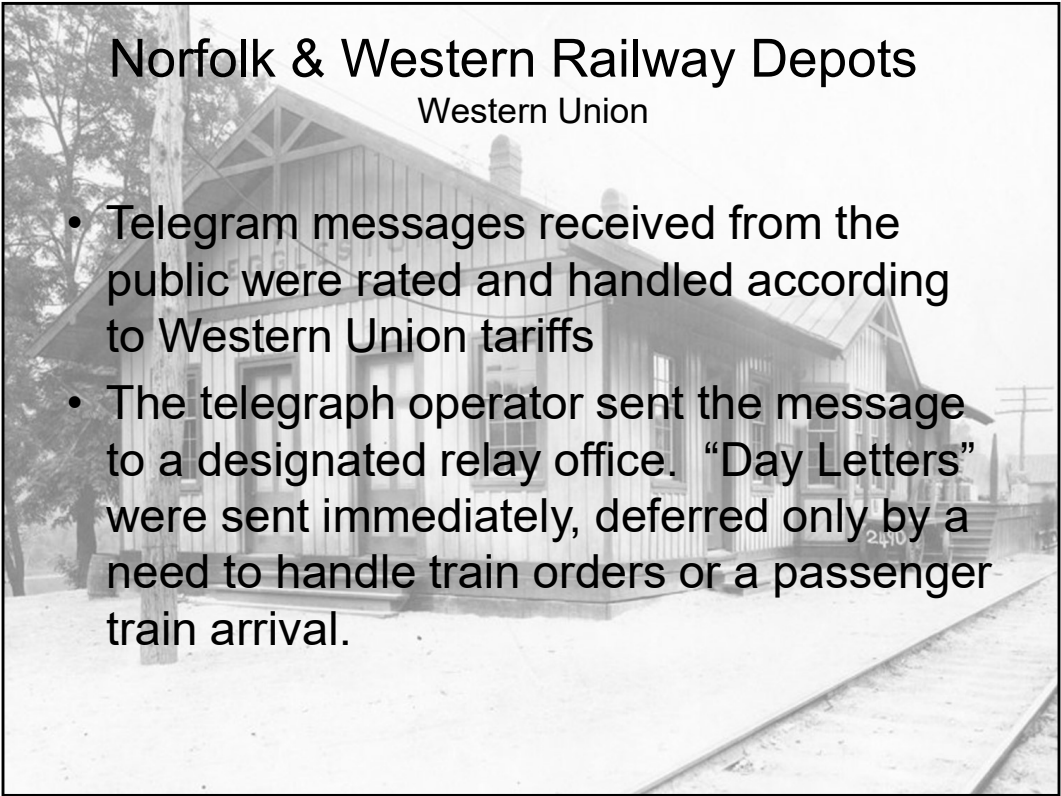 Norfolk & Western Railway Depots
Western Union
• Telegram messages received from the
public were rated and handled according
to Western Union tariffs
• The telegraph operator sent the message
to a designated relay office.  “Day Letters”
were sent immediately, deferred only by a
need to handle train orders or a passenger
train arrival.
2490